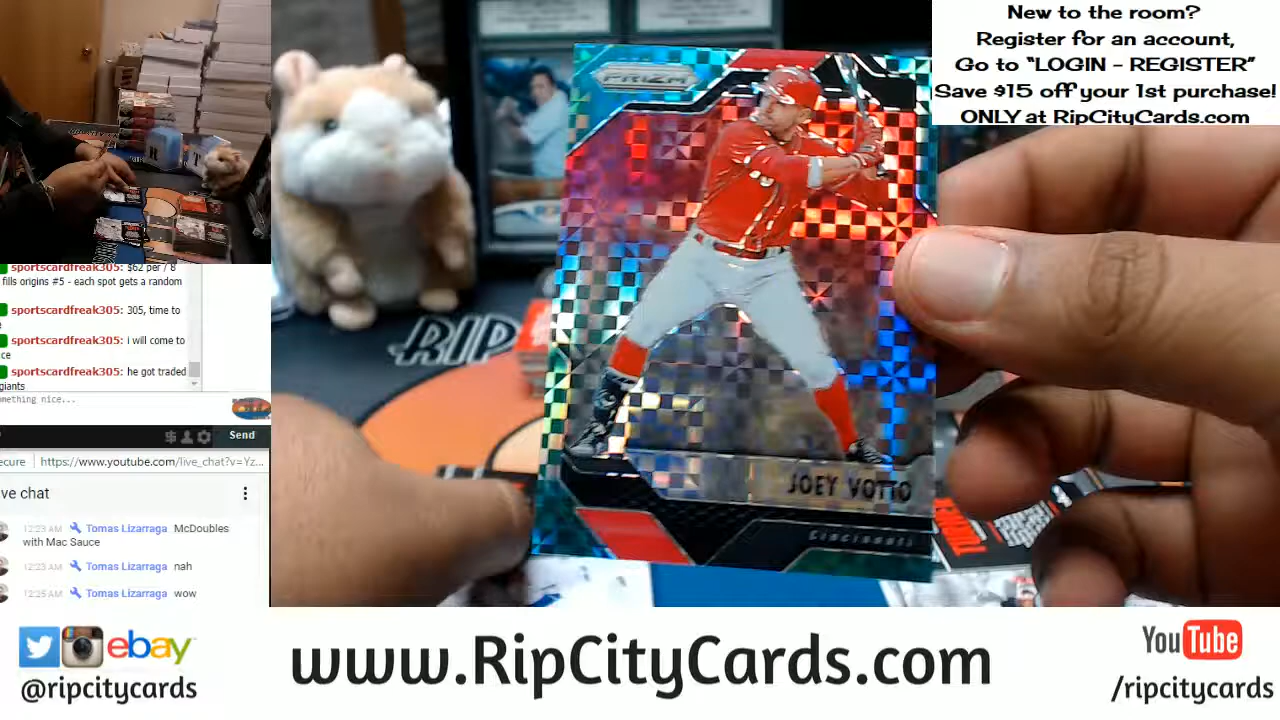 New to the room?
Register for an account,
Go to “LOGIN - REGISTER”
Save $15 off your 1st purchase!
ONLY at RipCityCards.com
PRIZM
JOEY VOTTO
Cincinnati
RIP
sportscardfreak305: $62 per / 8
fills origins #5 - each spot gets a random
sportscardfreak305: 305, time to
sportscardfreak305: i will come to
ce
sportscardfreak305: he got traded
giants
omething nice...
Send
ecure https://www.youtube.com/live_chat?v=Yz...
ve chat
12:23 AM Tomas Lizarraga McDoubles
with Mac Sauce
12:23 AM Tomas Lizarraga nah
12:25 AM Tomas Lizarraga wow
ebay
@ripcitycards
www.RipCityCards.com
YouTube
/ripcitycards